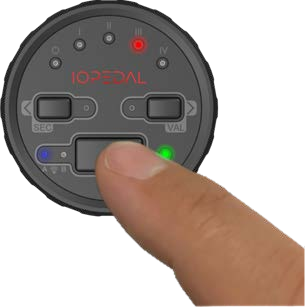 I II III IV
IOPEDAL
SEC VAL
A B